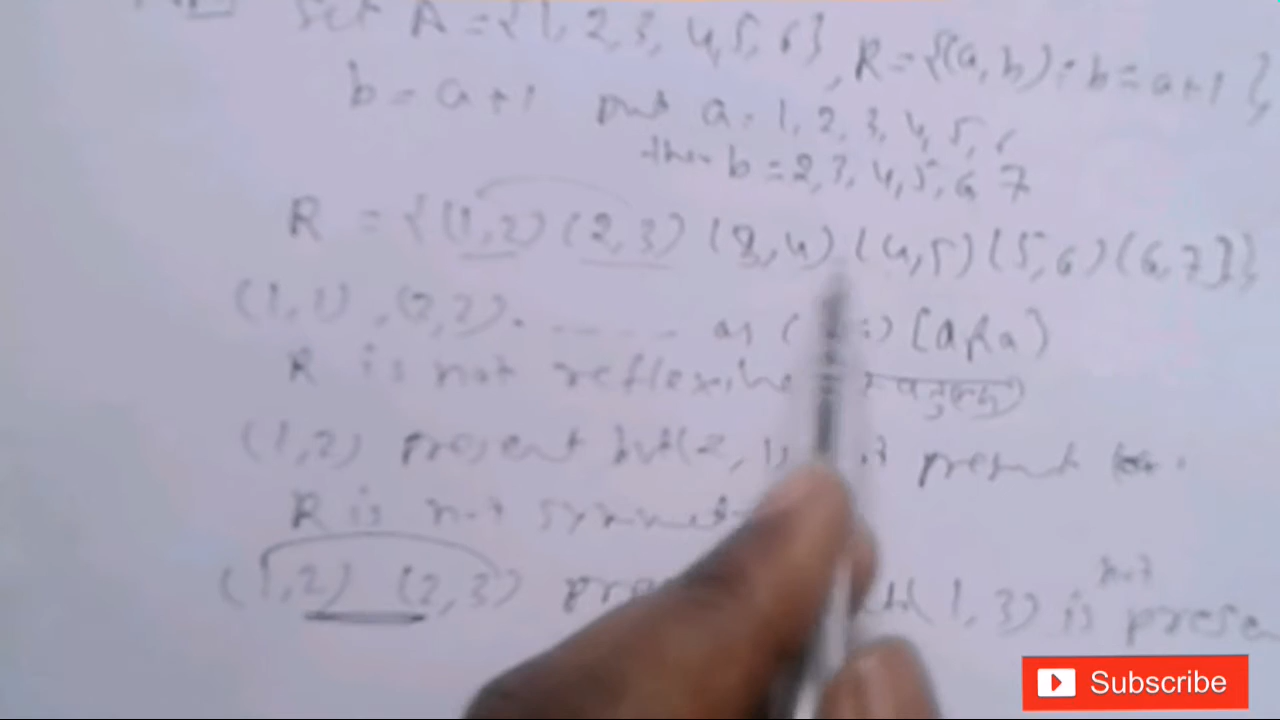 Set A = {1, 2, 3, 4, 5, 6}, R = {(a, b) : b = a+1},
b = a+1 put a = 1, 2, 3, 4, 5, 6
then b = 2, 3, 4, 5, 6, 7
R = {(1,2) (2,3) (3,4) (4,5) (5,6) (6,7)},
(1,1), (2,2). - - - - - as [aRa)
R is not reflexive
(1,2) present but (2, 1) present
R is not
(1,2) (2,3) (1, 3) is not
Subscribe